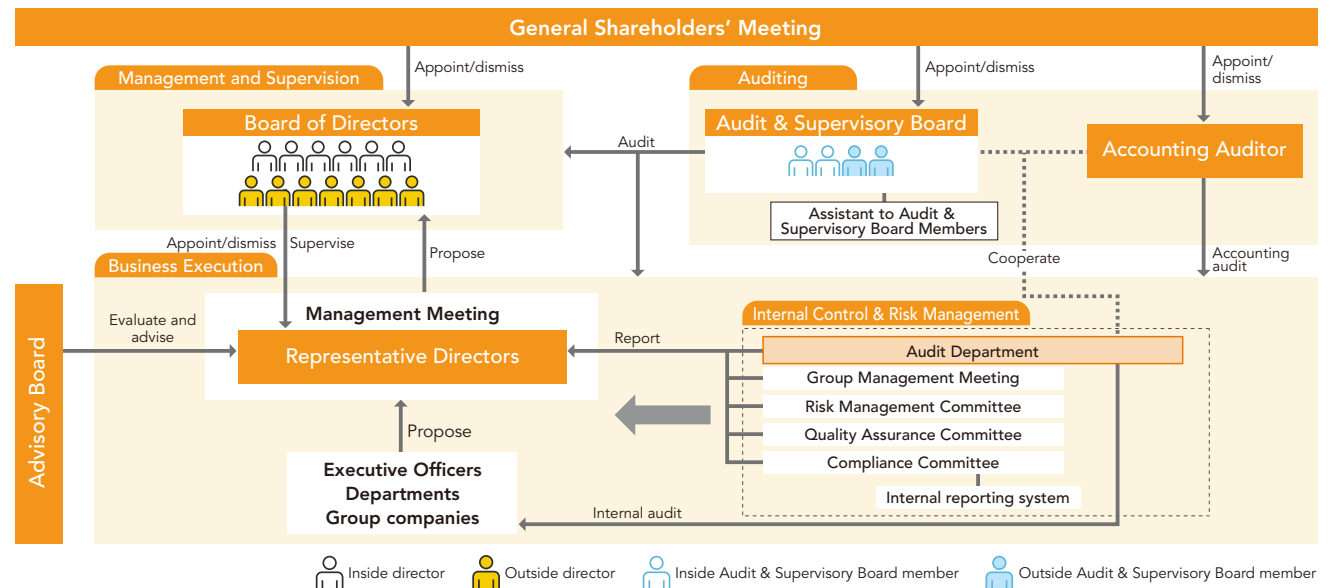 General Shareholders' Meeting
Appoint/dismiss
Appoint/dismiss
Appoint/
dismiss
Management and Supervision
Auditing
Board of Directors
Audit & Supervisory Board
Accounting Auditor
Audit
Assistant to Audit &
Supervisory Board Members
Appoint/dismiss
Supervise
Propose
Cooperate
Accounting
audit
Business Execution
Advisory Board
Evaluate and
advise
Management Meeting
Representative Directors
Report
Internal Control & Risk Management
Audit Department
Group Management Meeting
Risk Management Committee
Quality Assurance Committee
Compliance Committee
Internal reporting system
Propose
Executive Officers
Departments
Group companies
Internal audit
Inside director
Outside director
Inside Audit & Supervisory Board member
Outside Audit & Supervisory Board member